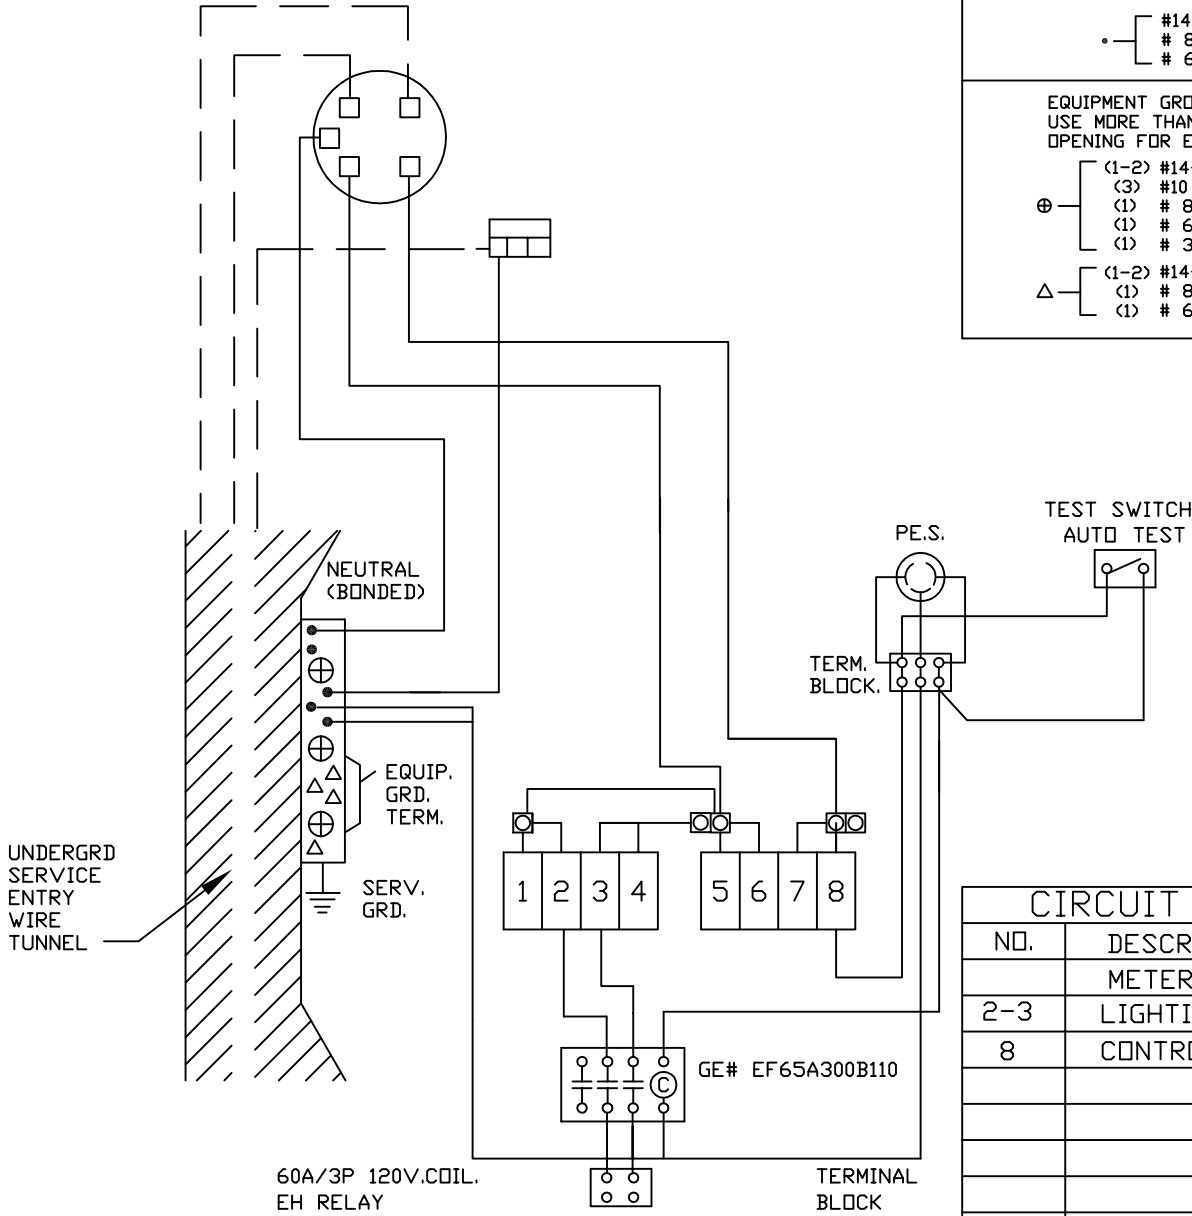 #14
# 8
# 6
EQUIPMENT GRO
USE MORE THAN
OPENING FOR E
(1-2) #14-
(3) #10
(1) # 8
(1) # 6
(1) # 3
(1-2) #14-
(1) # 8
(1) # 6
TEST SWITCH
AUTO TEST
P.E.S.
NEUTRAL
(BONDED)
TERM.
BLOCK.
EQUIP.
GRD.
TERM.
UNDERGRD
SERVICE
ENTRY
WIRE
TUNNEL
SERV.
GRD.
1 2 3 4 5 6 7 8
CIRCUIT
NO. DESCR
METER
2-3 LIGHTI
8 CONTRO
GE# EF65A300B110
C
60A/3P 120V.COIL.
EH RELAY
TERMINAL
BLOCK